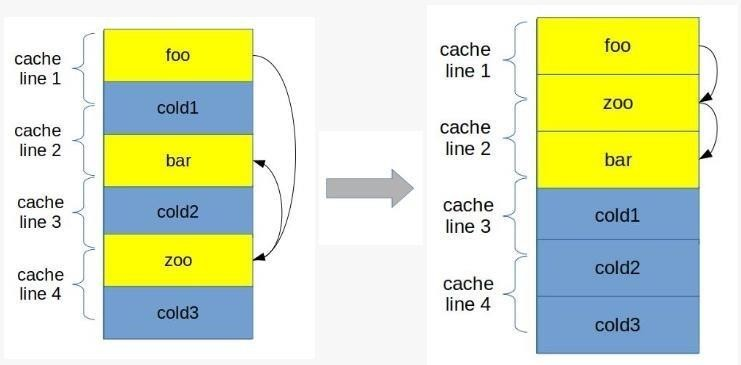 cache
line 1
foo
cold1
cache
line 2
bar
cache
line 3
cold2
zoo
cache
line 4
cold3
cache
line 1
foo
zoo
cache
line 2
bar
cache
line 3
cold1
cold2
cache
line 4
cold3